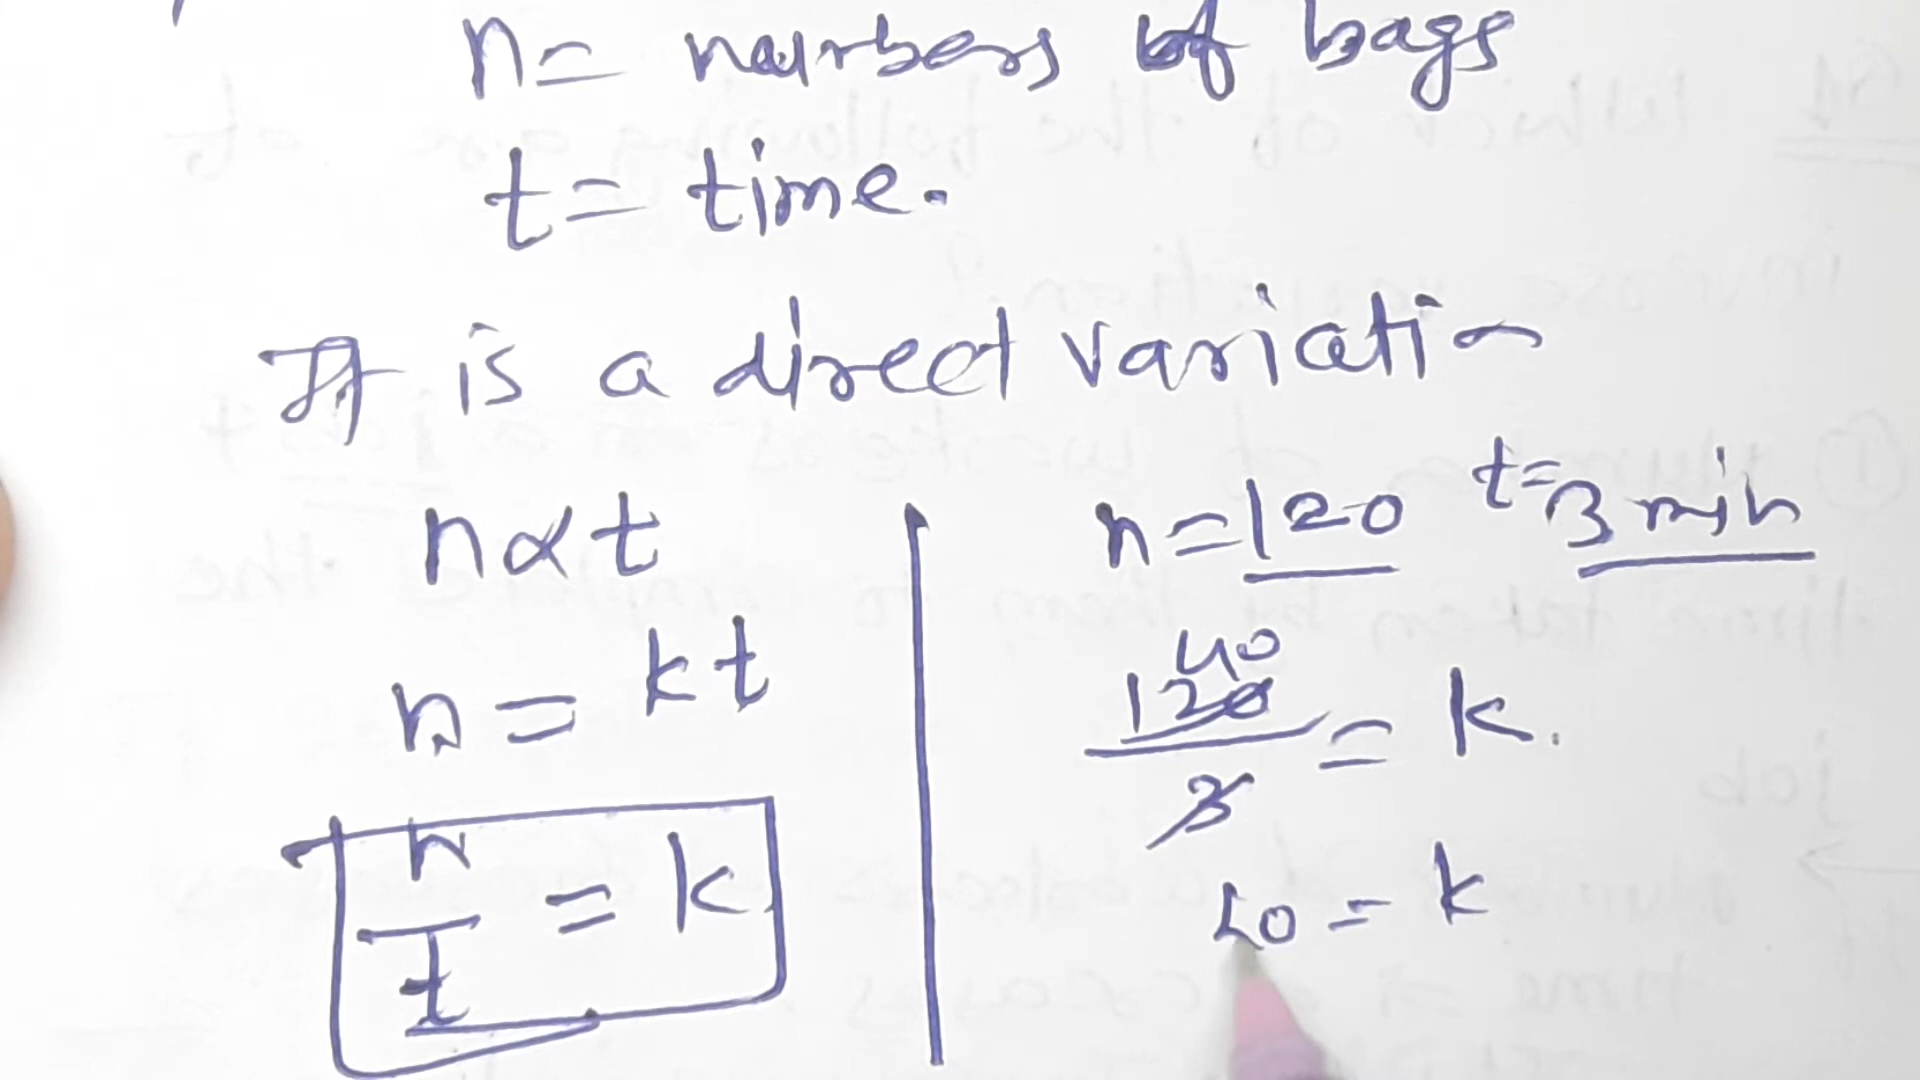 n= numbers of bags
t= time.
It is a direct variation
n∝t
n = kt
n/t = k
n=120 t=3 min
40
120/3 = k.
40 = k